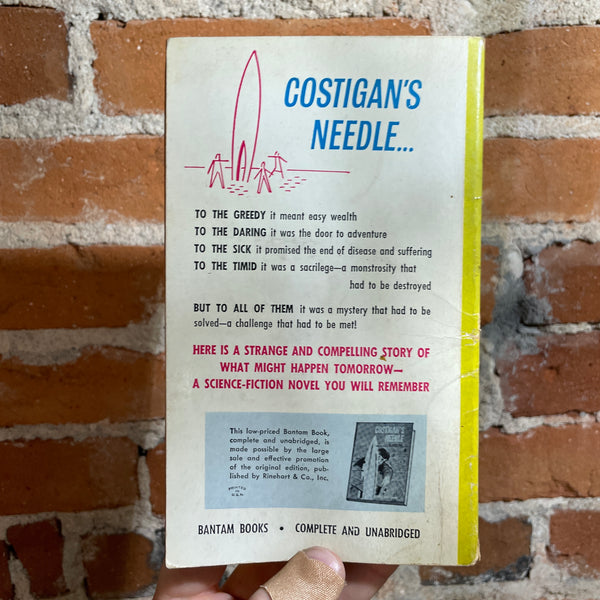 COSTIGAN'S
NEEDLE...
TO THE GREEDY it meant easy wealth
TO THE DARING it was the door to adventure
TO THE SICK it promised the end of disease and suffering
TO THE TIMID it was a sacrilege—a monstrosity that
had to be destroyed
BUT TO ALL OF THEM it was a mystery that had to be
solved—a challenge that had to be met!
HERE IS A STRANGE AND COMPELLING STORY OF
WHAT MIGHT HAPPEN TOMORROW—
A SCIENCE-FICTION NOVEL YOU WILL REMEMBER
This low-priced Bantam Book,
complete and unabridged, is
made possible by the large
sale and effective promotion
of the original edition, pub-
lished by Rinehart & Co., Inc.
PRINTED
IN
U.S.A.
COSTIGAN'S
NEEDLE
BANTAM BOOKS • COMPLETE AND UNABRIDGED